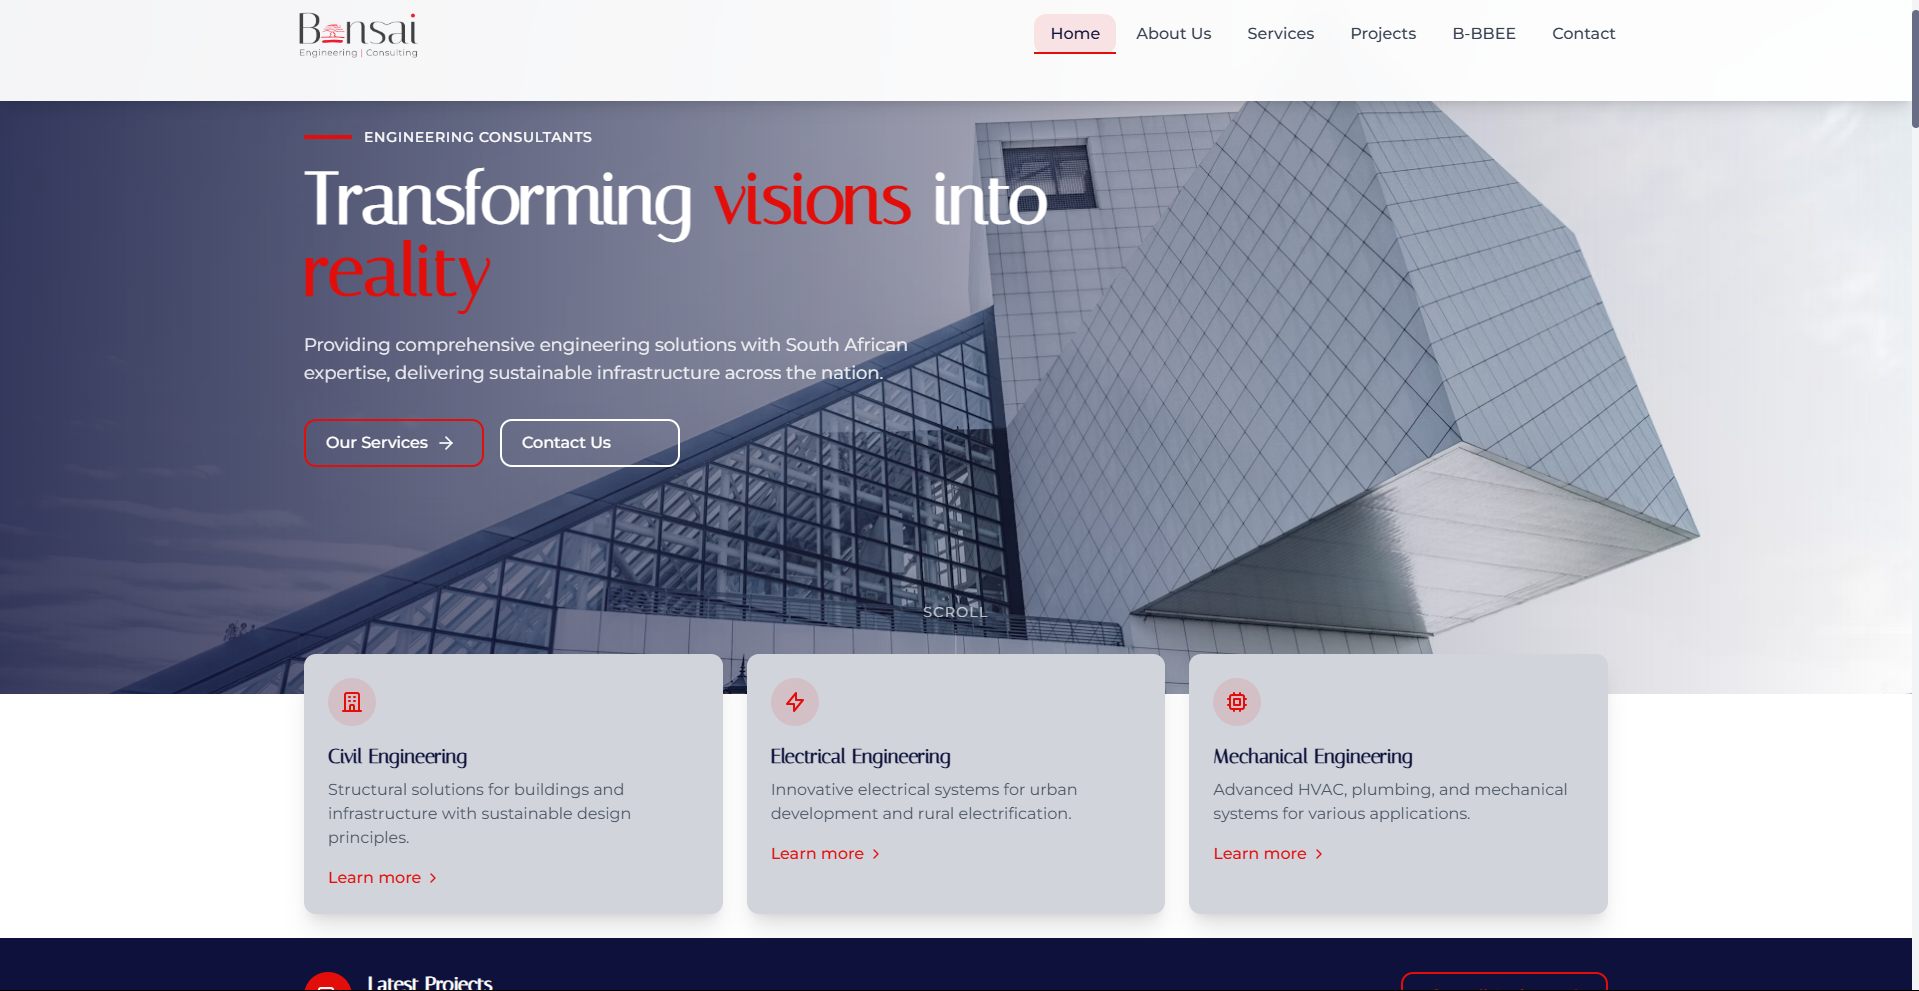 Bonsai
Engineering | Consulting
Home
About Us
Services
Projects
B-BBEE
Contact
ENGINEERING CONSULTANTS
Transforming visions into
reality
Providing comprehensive engineering solutions with South African
expertise, delivering sustainable infrastructure across the nation.
Our Services
Contact Us
SCROLL
Civil Engineering
Structural solutions for buildings and
infrastructure with sustainable design
principles.
Learn more
Electrical Engineering
Innovative electrical systems for urban
development and rural electrification.
Learn more
Mechanical Engineering
Advanced HVAC, plumbing, and mechanical
systems for various applications.
Learn more
Latest Projects